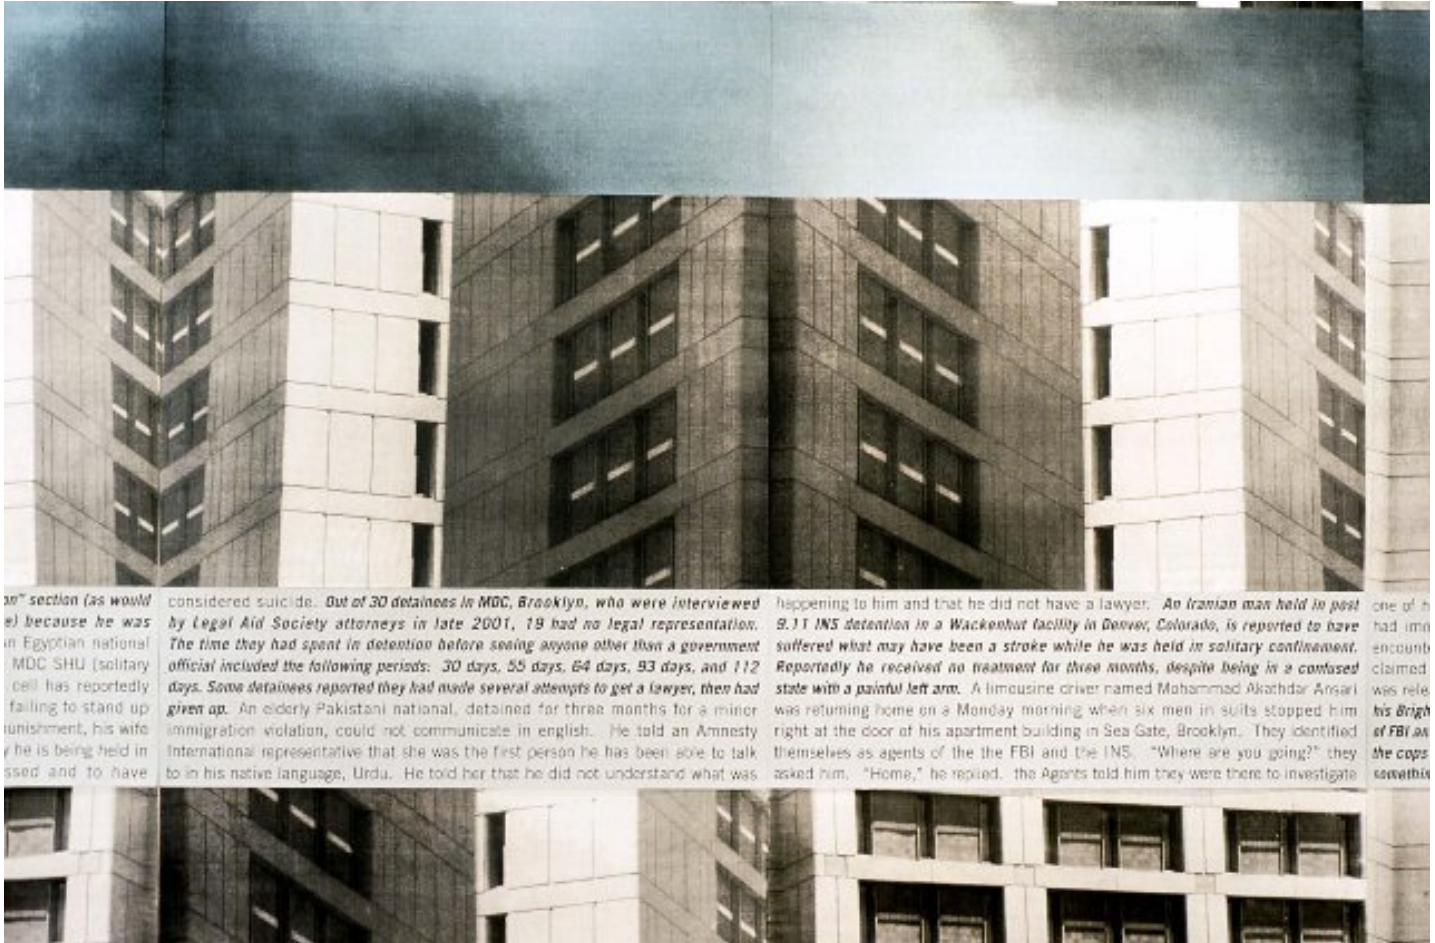 on" section (as would
e) because he was
n Egyptian national
MDC SHU (solitary
cell has reportedly
failing to stand up
unishment, his wife
y he is being held in
ssed and to have
considered suicide. Out of 30 detainees in MDC, Brooklyn, who were interviewed
by Legal Aid Society attorneys in late 2001, 19 had no legal representation.
The time they had spent in detention before seeing anyone other than a government
official included the following periods: 30 days, 55 days, 64 days, 93 days, and 112
days. Some detainees reported they had made several attempts to get a lawyer, then had
given up. An elderly Pakistani national, detained for three months for a minor
immigration violation, could not communicate in english. He told an Amnesty
International representative that she was the first person he has been able to talk
to in his native language, Urdu. He told her that he did not understand what was
happening to him and that he did not have a lawyer. An Iranian man held in post
9.11 INS detention in a Wackenhut facility in Denver, Colorado, is reported to have
suffered what may have been a stroke while he was held in solitary confinement.
Reportedly he received no treatment for three months, despite being in a confused
state with a painful left arm. A limousine driver named Mohammad Akathdar Ansari
was returning home on a Monday morning when six men in suits stopped him
right at the door of his apartment building in Sea Gate, Brooklyn. They identified
themselves as agents of the the FBI and the INS. "Where are you going?" they
asked him. "Home," he replied. the Agents told him they were there to investigate
one of h
had imm
encount
claimed
was rele
his Brigh
of FBI an
the cops
somethin